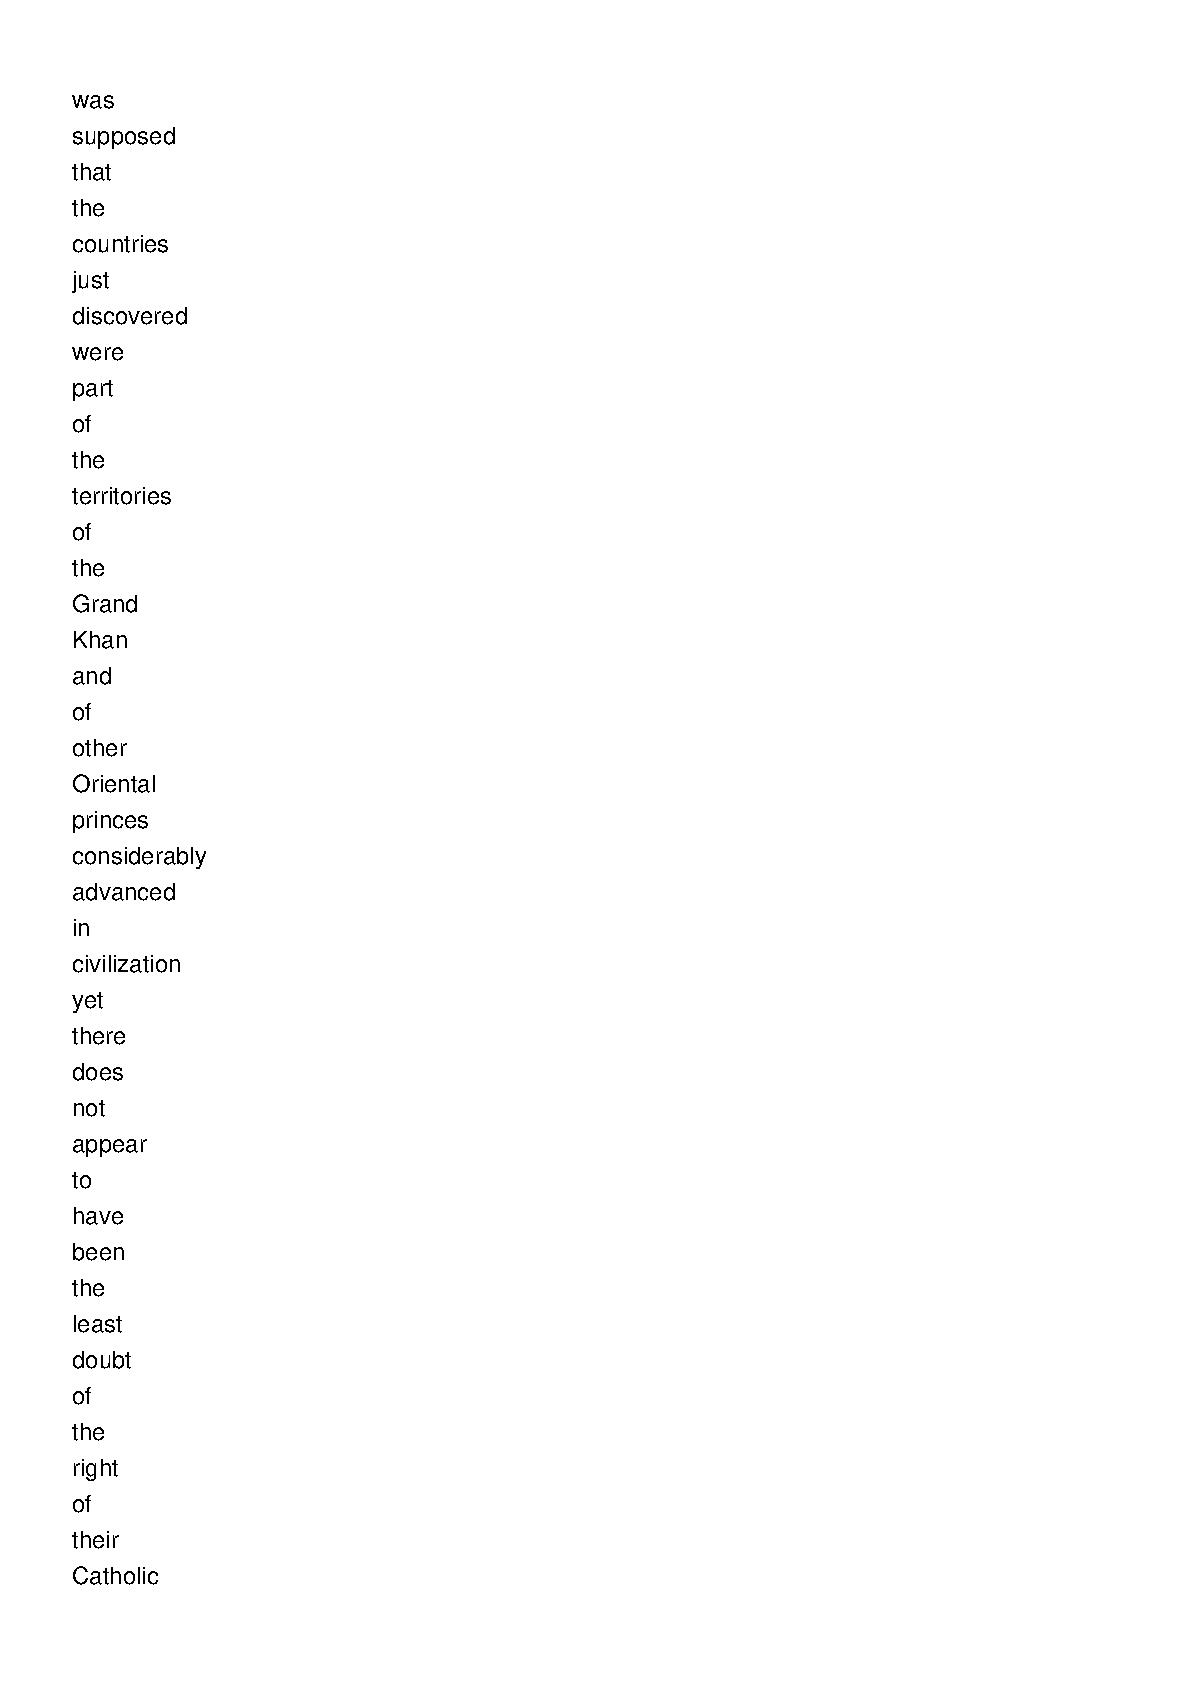 was
supposed
that
the
countries
just
discovered
were
part
of
the
territories
of
the
Grand
Khan
and
of
other
Oriental
princes
considerably
advanced
in
civilization
yet
there
does
not
appear
to
have
been
the
least
doubt
of
the
right
of
their
Catholic